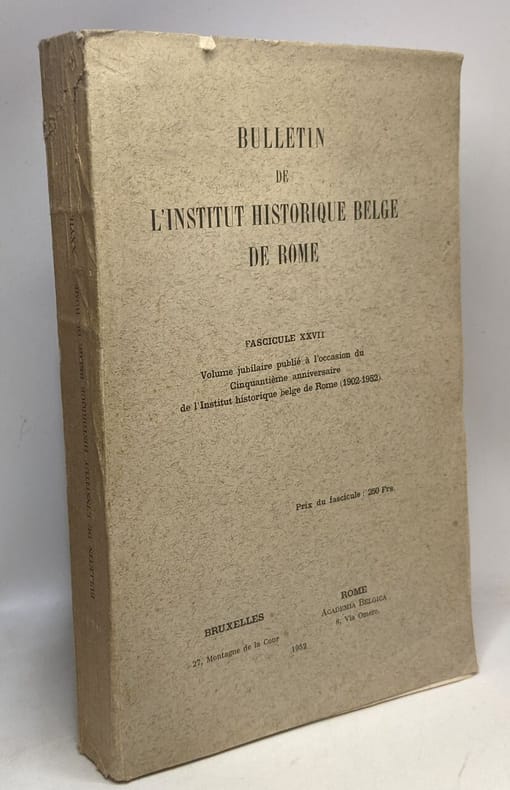 BULLETIN
DE
L'INSTITUT HISTORIQUE BELGE
DE ROME
FASCICULE XXVII
Volume jubilaire publié à l'occasion du
Cinquantième anniversaire
de l'Institut historique belge de Rome (1902-1952).
Prix du fascicule : 250 Frs.
BRUXELLES
27, Montagne de la Cour
1952
ROME
ACADEMIA BELGICA
8, Via Omero.
BULLETIN DE L'INSTITUT HISTORIQUE BELGE DE ROME XXVII